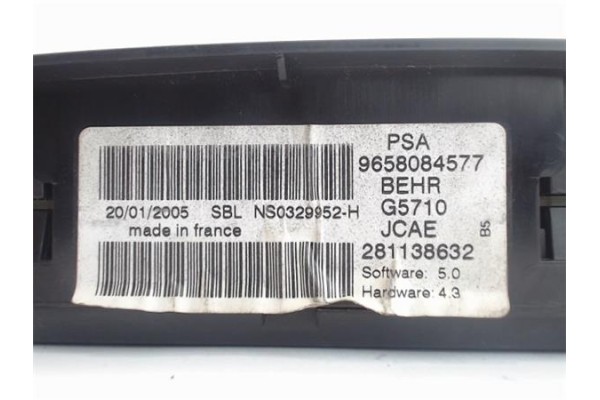 PSA
9658084577
BEHR
G5710
JCAE
281138632
Software: 5.0
Hardware: 4.3
B5
20/01/2005 SBL NS0329952-H
made in france